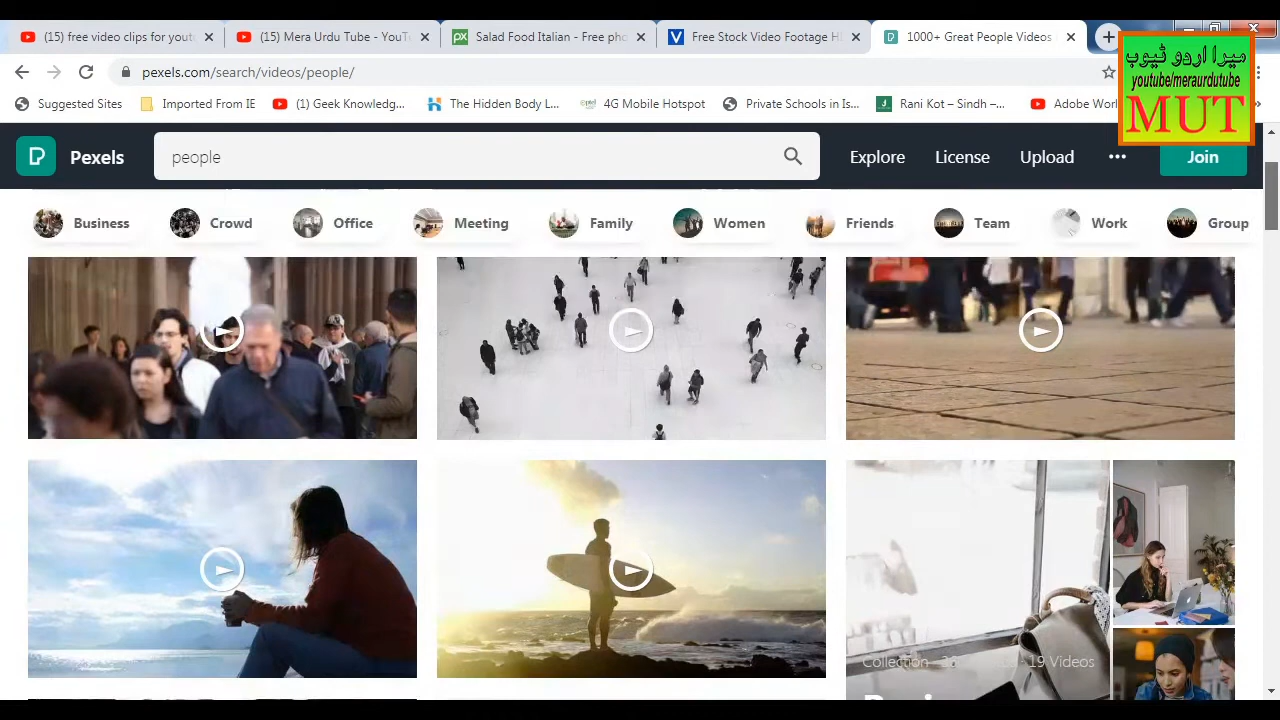 (15) free video clips for yout
(15) Mera Urdu Tube - YouT
Salad Food Italian - Free pho
Free Stock Video Footage H
1000+ Great People Videos
pexels.com/search/videos/people/
میرا اردو ٹیوب
youtube/meraurdutube
MUT
Suggested Sites
Imported From IE
(1) Geek Knowledg...
The History Body L...
4G Mobile Hotspot
Private Schools in Is...
Rani Kot – Sindh –...
Adobe Worl
Pexels
people
Explore
License
Upload
Join
Business
Crowd
Office
Meeting
Family
Women
Friends
Team
Work
Group
Collection
19 Videos